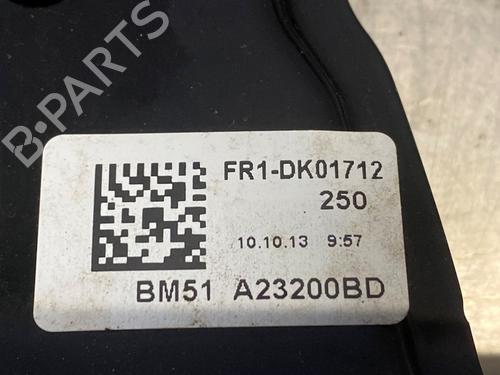 B-PARTS
FR1-DK01712
250
10.10.13 9:57
BM51 A23200BD